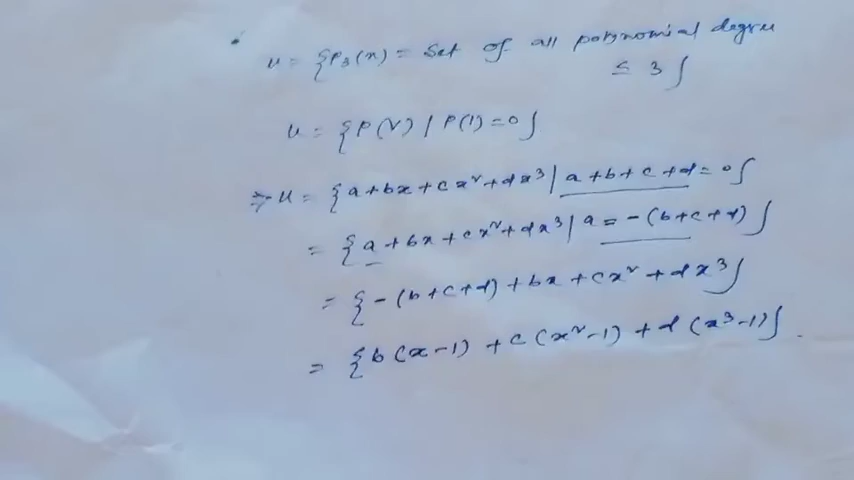 u = {P₃(x) = Set of all polynomial degree
≤ 3}
u = {P(x) / P(1) = 0}
⇒ u = {a+bx+cx²+dx³ | a+b+c+d = 0}
= {a+bx+cx²+dx³ | a = -(b+c+d)}
= {-(b+c+d)+bx+cx²+dx³}
= {b(x-1)+c(x²-1)+d(x³-1)}.